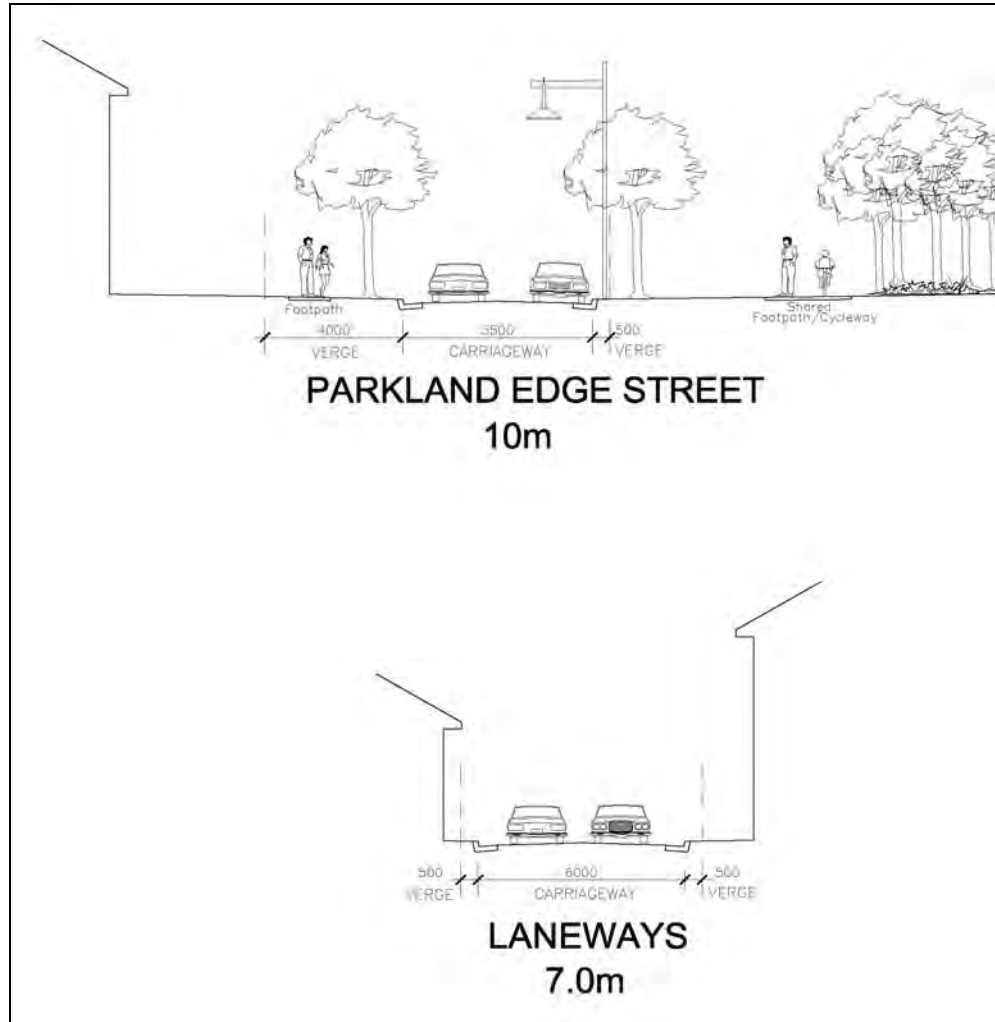 Footpath
Shared
Footpath/Cycleway
4000
5500
500
VERGE
CARRIAGEWAY
VERGE
PARKLAND EDGE STREET
10m
500
6000
500
VERGE
CARRIAGEWAY
VERGE
LANEWAYS
7.0m